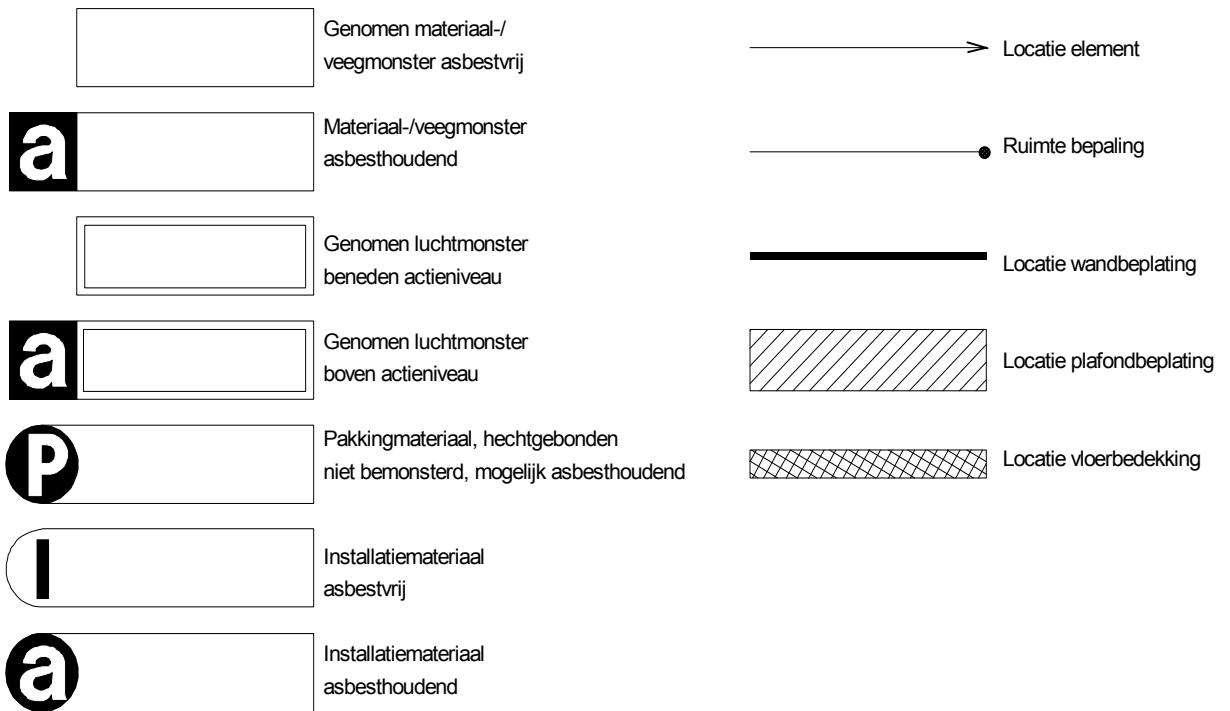 Genomen materiaal-/
veegmonster asbestvrij
a
Materiaal-/veegmonster
asbesthoudend
Genomen luchtmonster
beneden actieniveau
a
Genomen luchtmonster
boven actieniveau
P
Pakkingmateriaal, hechtgebonden
niet bemonsterd, mogelijk asbesthoudend
I
Installatiemateriaal
asbestvrij
a
Installatiemateriaal
asbesthoudend
Locatie element
Ruimte bepaling
Locatie wandbeplating
Locatie plafondbeplating
Locatie vloerbedekking